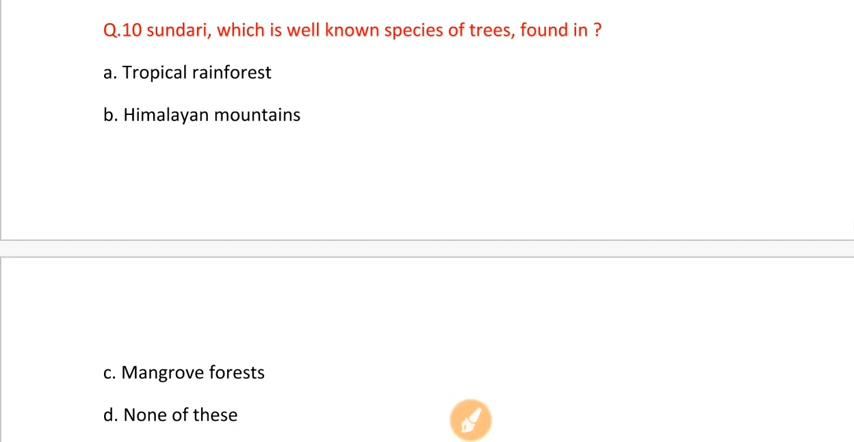 Q.10 sundari, which is well known species of trees, found in ?
a. Tropical rainforest
b. Himalayan mountains
c. Mangrove forests
d. None of these